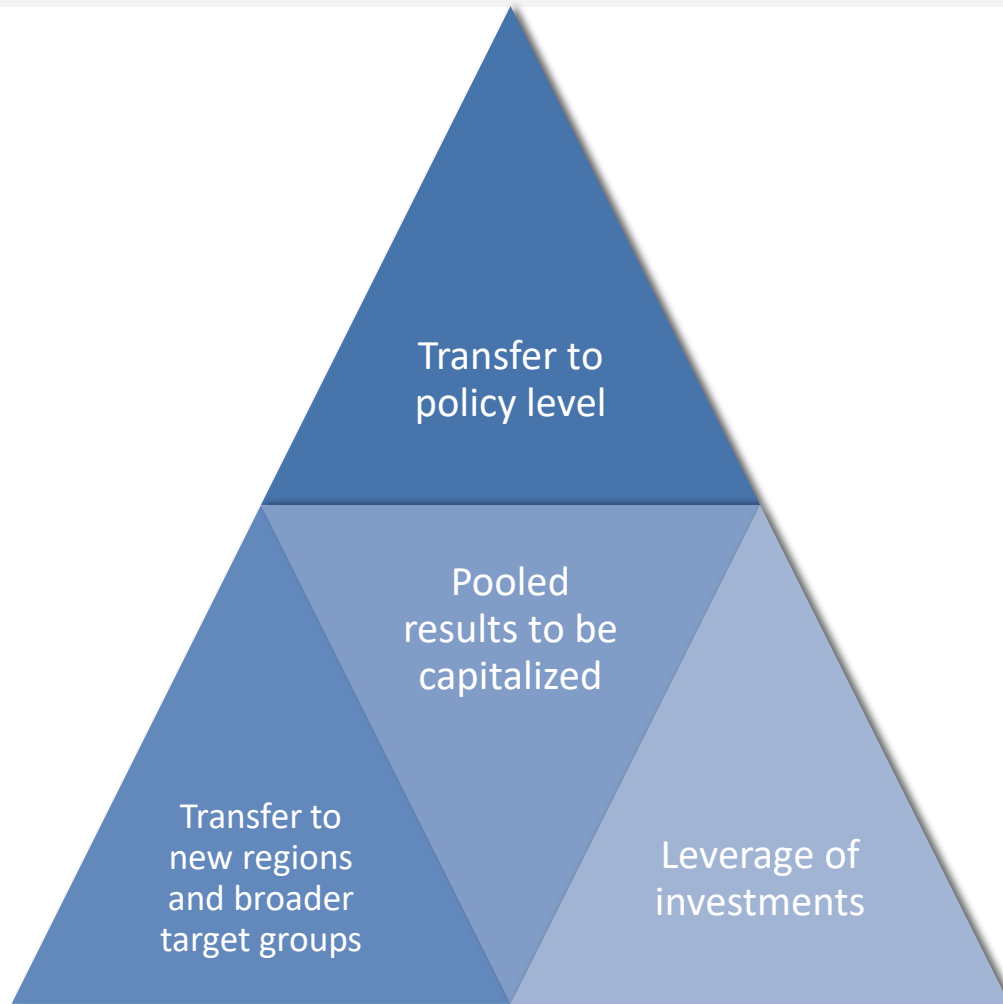 Transfer to
policy level
Pooled
results to be
capitalized
Transfer to
new regions
and broader
target groups
Leverage of
investments